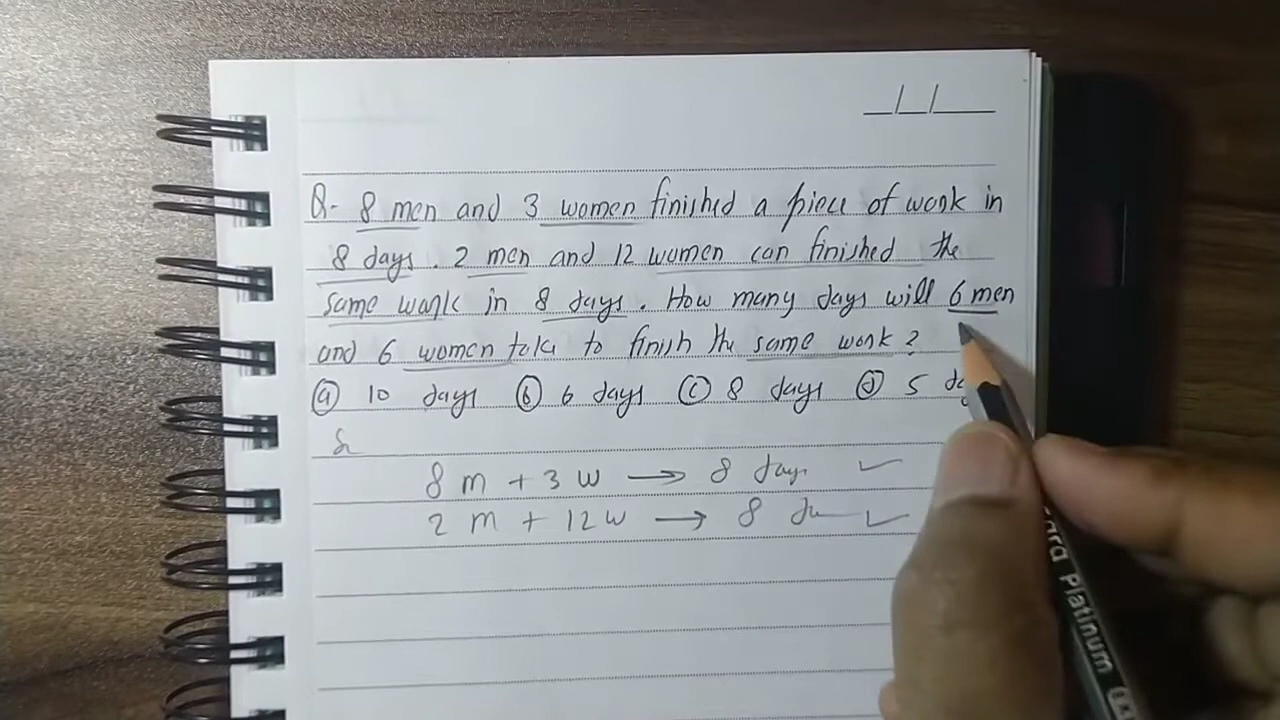 _/_/___
Q- 8 men and 3 women finished a piece of work in
8 days. 2 men and 12 women can finished the
same work in 8 days. How many days will 6 men
and 6 women take to finish the same work?
(a) 10 days (b) 6 days (c) 8 days (d) 5
8 m + 3 w → 8 days ✓
2 m + 12 w → 8 ✓
Platinum